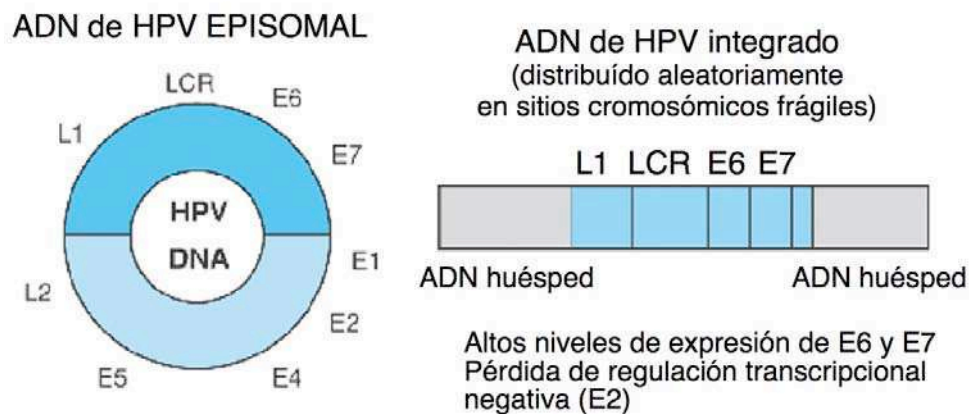 ADN de HPV EPISOMAL
LCR
E6
L1
E7
HPV
DNA
E1
L2
E2
E5
E4
ADN de HPV integrado
(distribuído aleatoriamente
en sitios cromosómicos frágiles)
L1 LCR E6 E7
ADN huésped
ADN huésped
Altos niveles de expresión de E6 y E7
Pérdida de regulación transcripcional
negativa (E2)